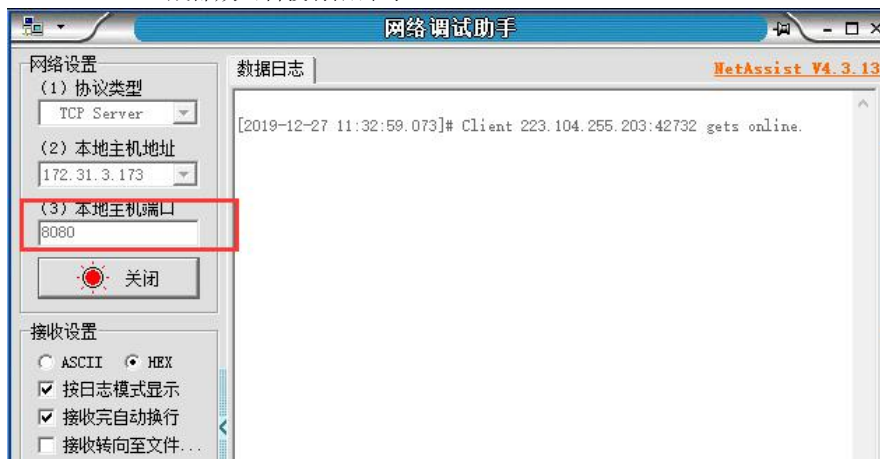 网络调试助手
网络设置
(1) 协议类型
TCP Server
(2) 本地主机地址
172.31.3.173
(3) 本地主机端口
8080
关闭
接收设置
ASCII HEX
按日志模式显示
接收完自动换行
接收转向至文件...
数据日志
NetAssist V4.3.13
[2019-12-27 11:32:59.073]# Client 223.104.255.203:42732 gets online.